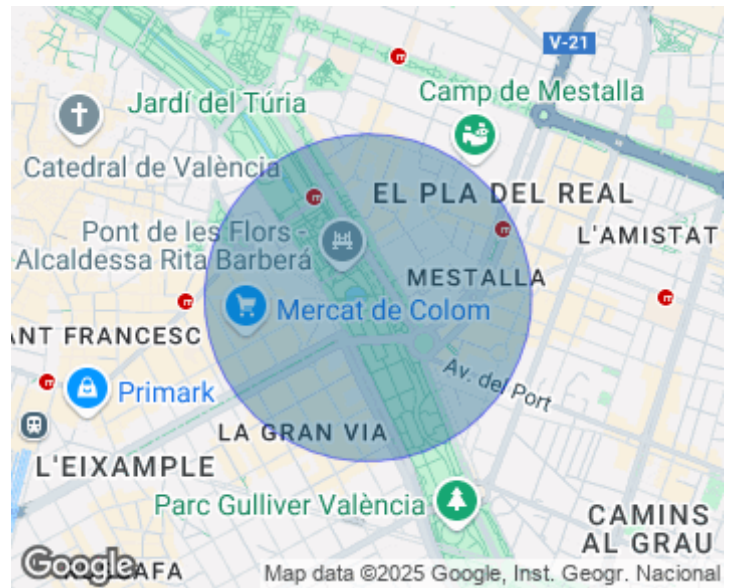 V-21
Jardí del Túria
Camp de Mestalla
Catedral de València
EL PLA DEL REAL
Pont de les Flors -
Alcaldessa Rita Barberá
L'AMISTAT
MESTALLA
Mercat de Colom
ANT FRANCESC
Av. del Port
Primark
LA GRAN VIA
L'EIXAMPLE
Parc Gulliver València
CAMINS
AL GRAU
Google
AFA
Map data ©2025 Google, Inst. Geogr. Nacional